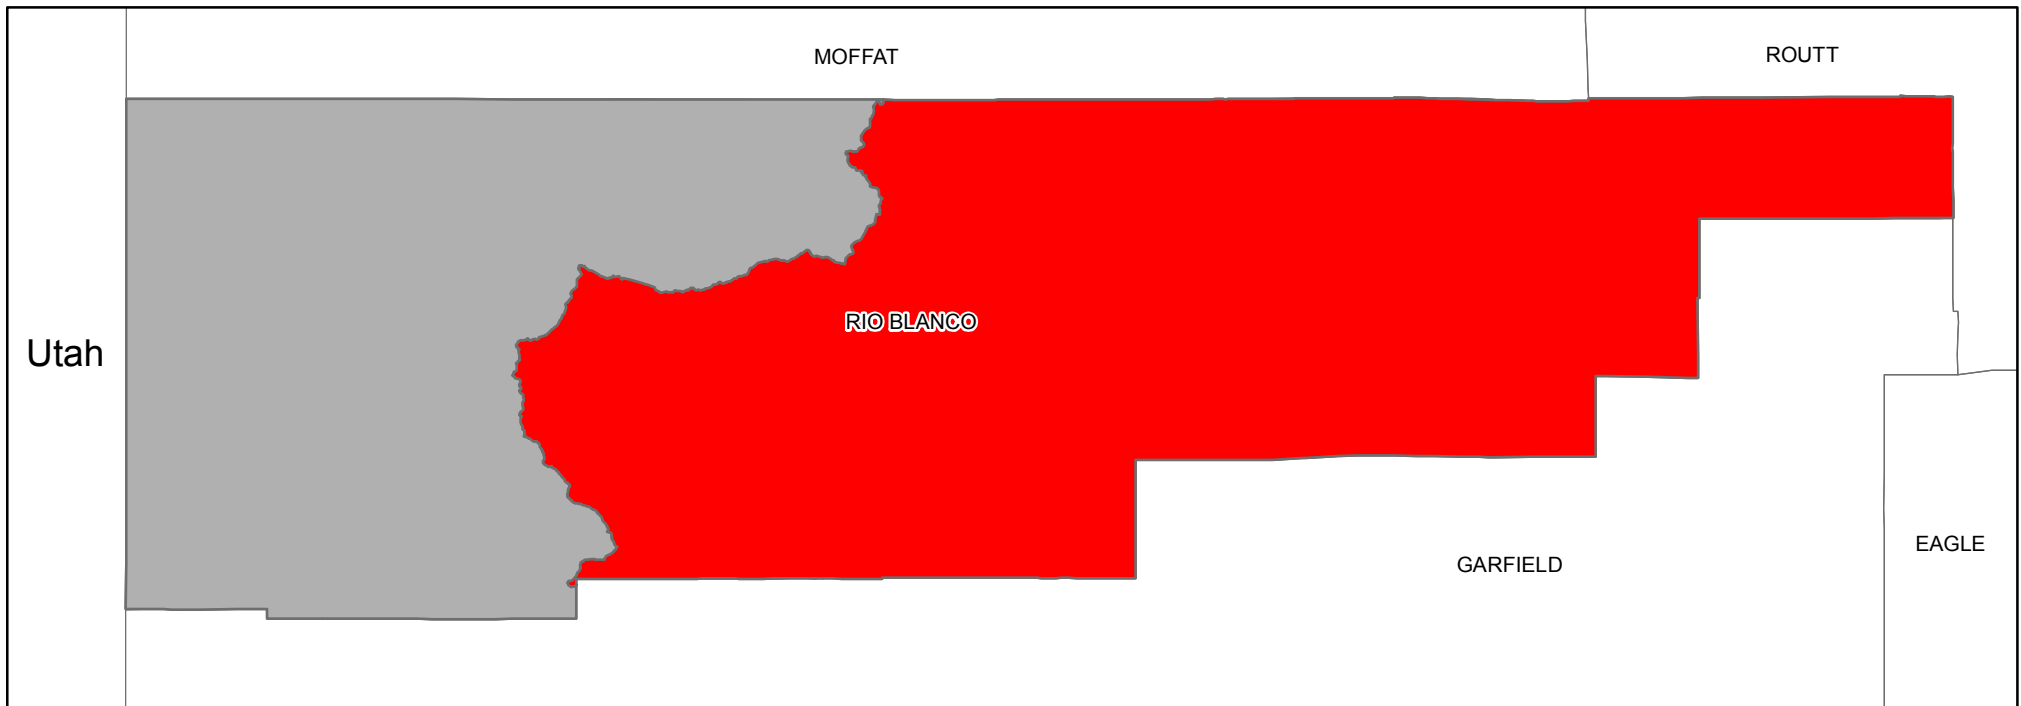 MOFFAT
ROUTT
RIO BLANCO
Utah
EAGLE
GARFIELD